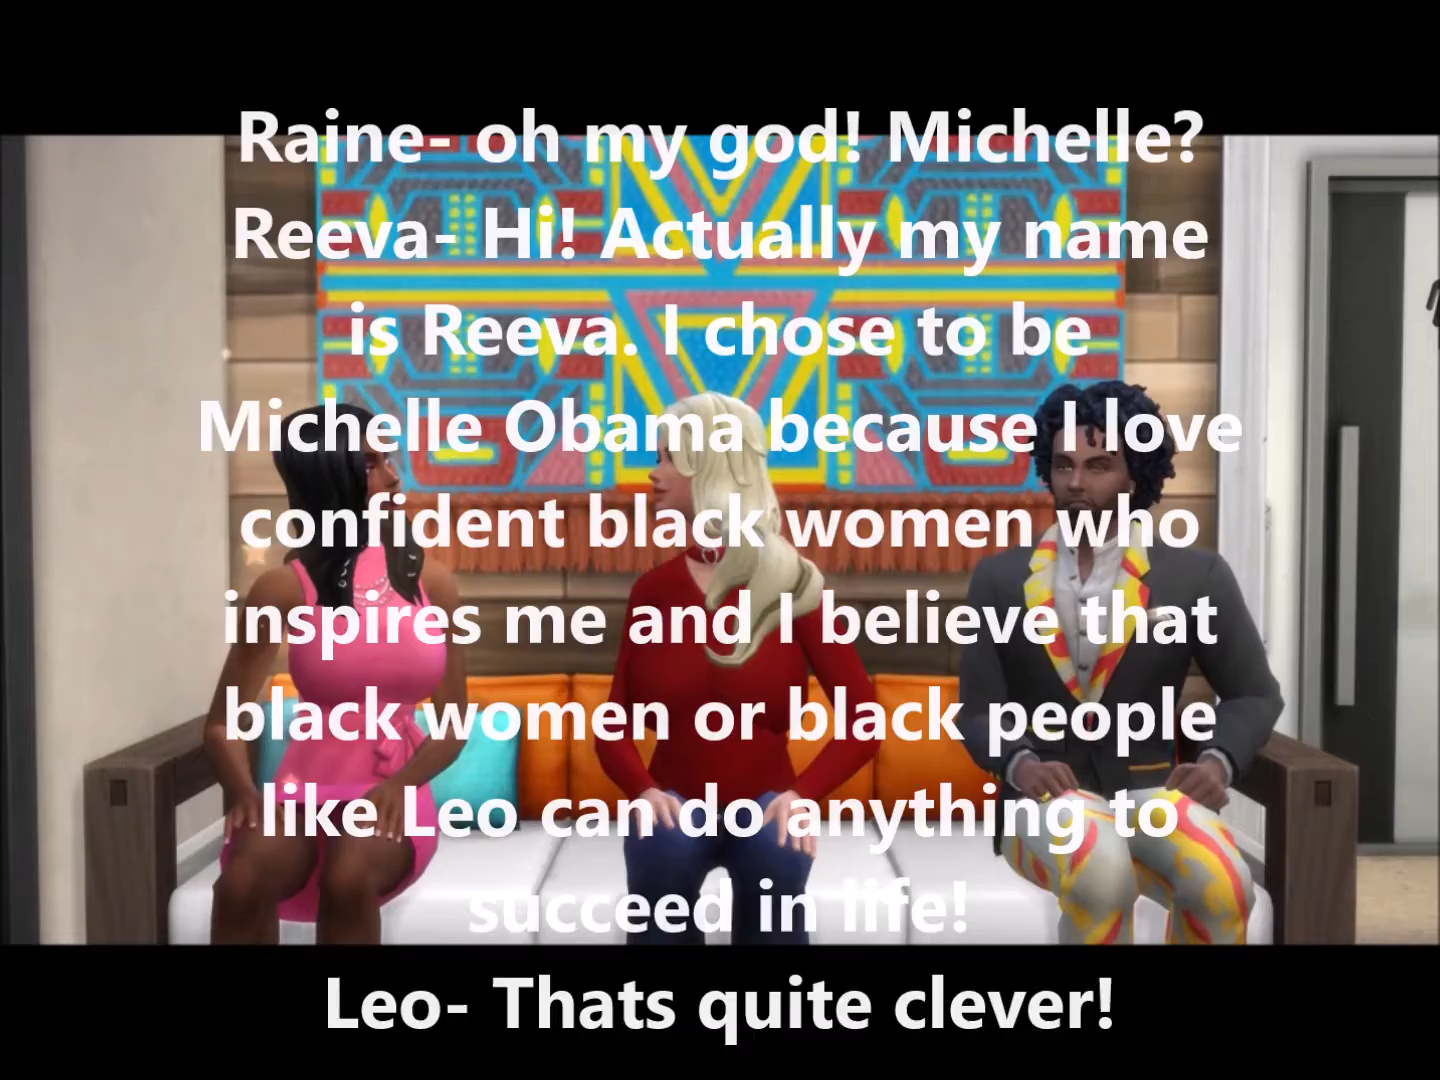 Raine- oh my god! Michelle?
Reeva- Hi! Actually my name
is Reeva. I chose to be
Michelle Obama because I love
confident black women who
inspires me and I believe that
black women or black people
like Leo can do anything to
succeed in life!
Leo- Thats quite clever!